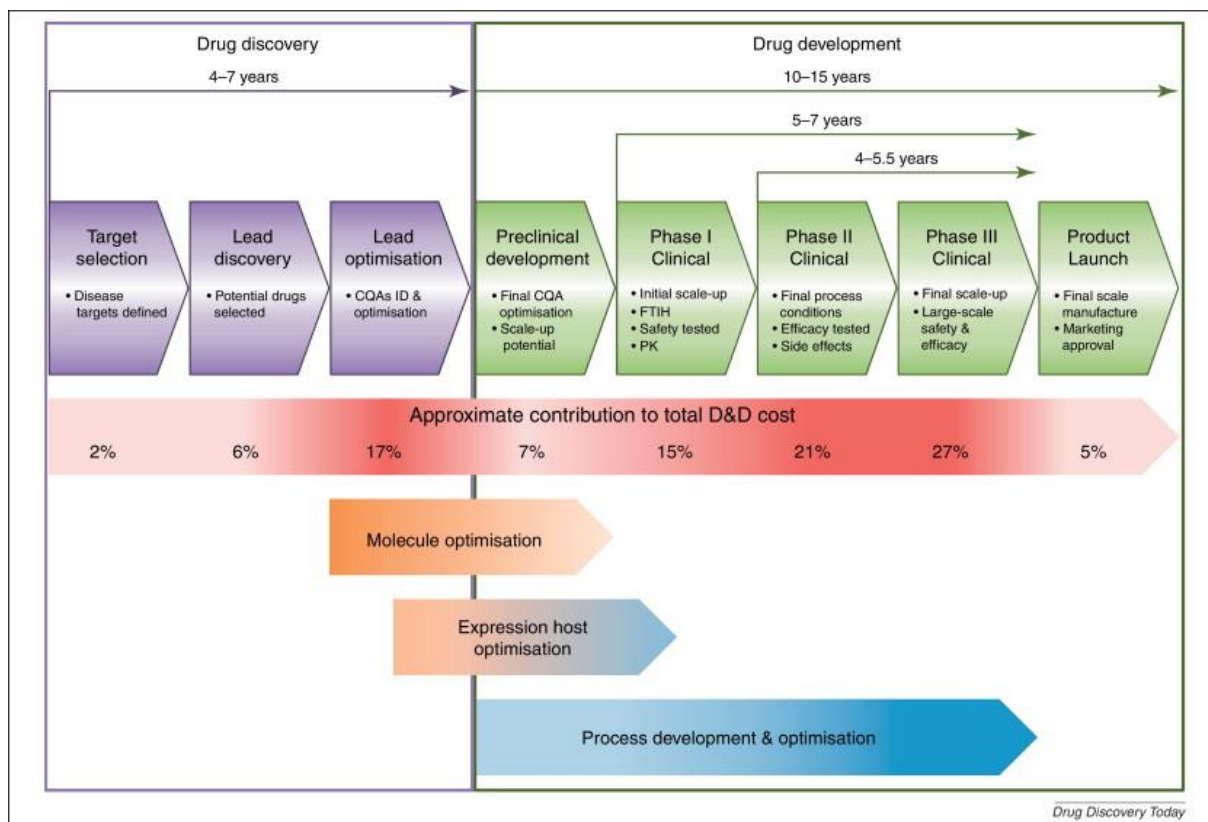 Drug discovery
Drug development
4–7 years
10–15 years
5–7 years
4–5.5 years
Target
selection
• Disease
targets defined
Lead
discovery
• Potential drugs
selected
Lead
optimisation
• CQAs ID &
optimisation
Preclinical
development
• Final CQA
optimisation
• Scale-up
potential
Phase I
Clinical
• Initial scale-up
• FTIH
• Safety tested
• PK
Phase II
Clinical
• Final process
conditions
• Efficacy tested
• Side effects
Phase III
Clinical
• Final scale-up
• Large-scale
safety &
efficacy
Product
Launch
• Final scale
manufacture
• Marketing
approval
Approximate contribution to total D&D cost
2% 6% 17% 7% 15% 21% 27% 5%
Molecule optimisation
Expression host
optimisation
Process development & optimisation
Drug Discovery Today